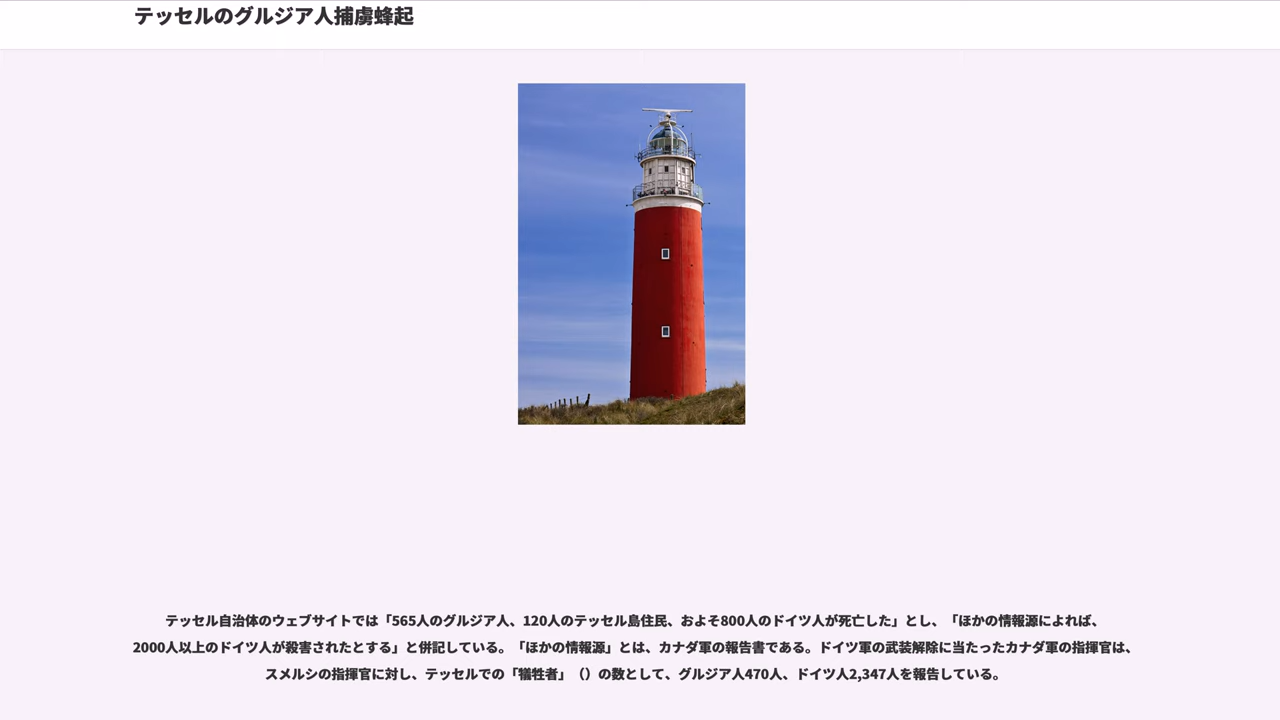 テッセルのグルジア人捕虜蜂起
テッセル自治体のウェブサイトでは「565人のグルジア人、120人のテッセル島住民、およそ800人のドイツ人が死亡した」とし、「ほかの情報源によれば、
2000人以上のドイツ人が殺害されたとする」と併記している。「ほかの情報源」とは、カナダ軍の報告書である。ドイツ軍の武装解除に当たったカナダ軍の指揮官は、
スメルシの指揮官に対し、テッセルでの「犠牲者」（）の数として、グルジア人470人、ドイツ人2,347人を報告している。